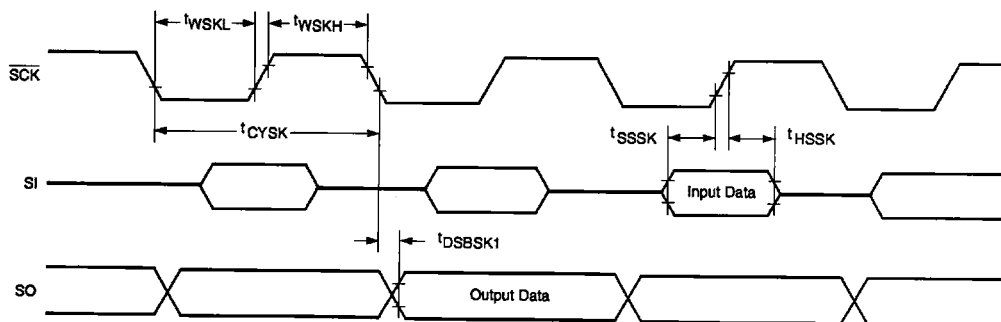 tWSKL
tWSKH
SCK
tCYSK
tSSSK
tHSSK
SI
Input Data
tDSBSK1
SO
Output Data